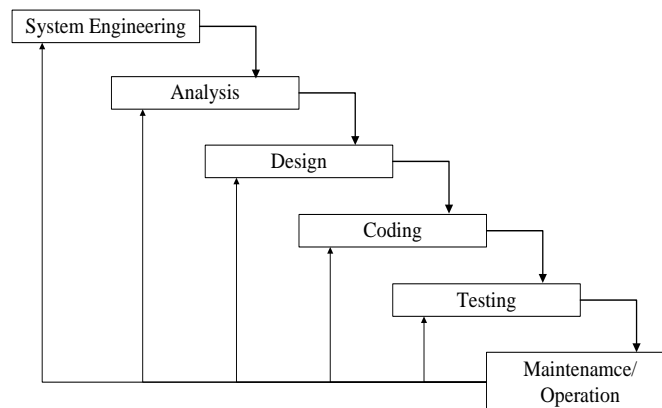 System Engineering
Analysis
Design
Coding
Testing
Maintenamce/
Operation